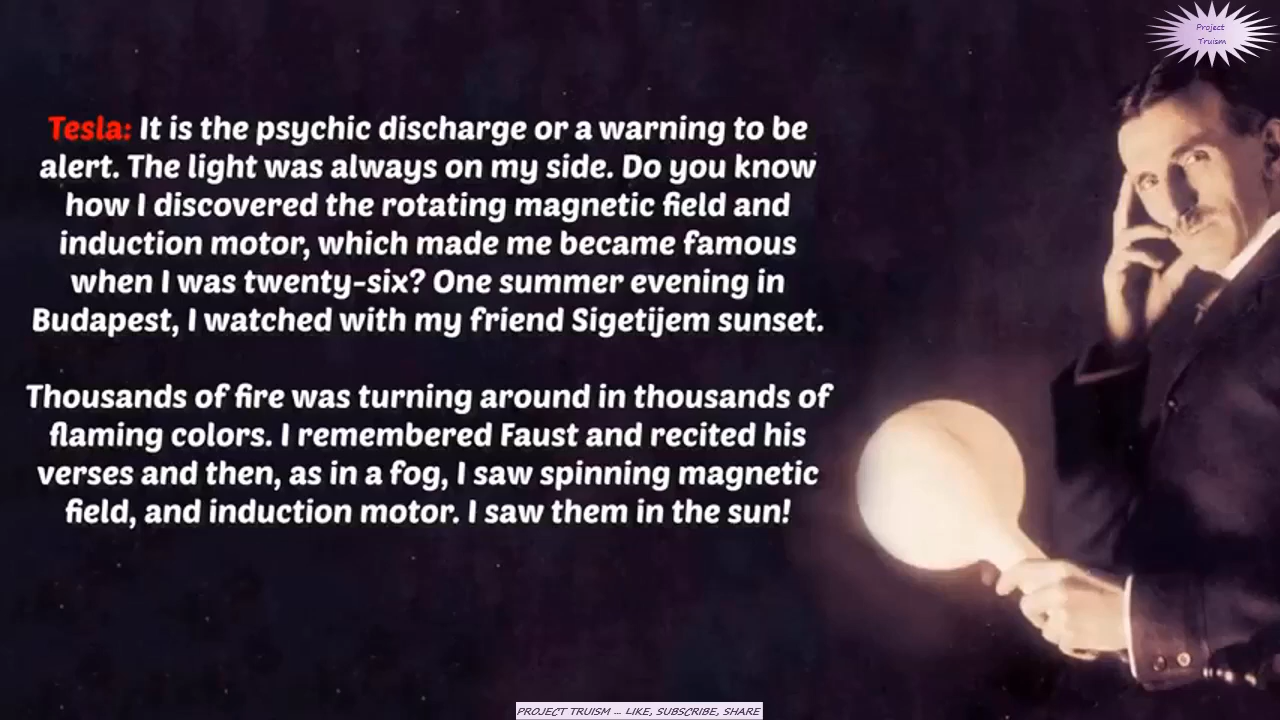 Project
Truism
Tesla: It is the psychic discharge or a warning to be
alert. The light was always on my side. Do you know
how I discovered the rotating magnetic field and
induction motor, which made me became famous
when I was twenty-six? One summer evening in
Budapest, I watched with my friend Sigetijem sunset.
Thousands of fire was turning around in thousands of
flaming colors. I remembered Faust and recited his
verses and then, as in a fog, I saw spinning magnetic
field, and induction motor. I saw them in the sun!
PROJECT TRUISM ... LIKE, SUBSCRIBE, SHARE